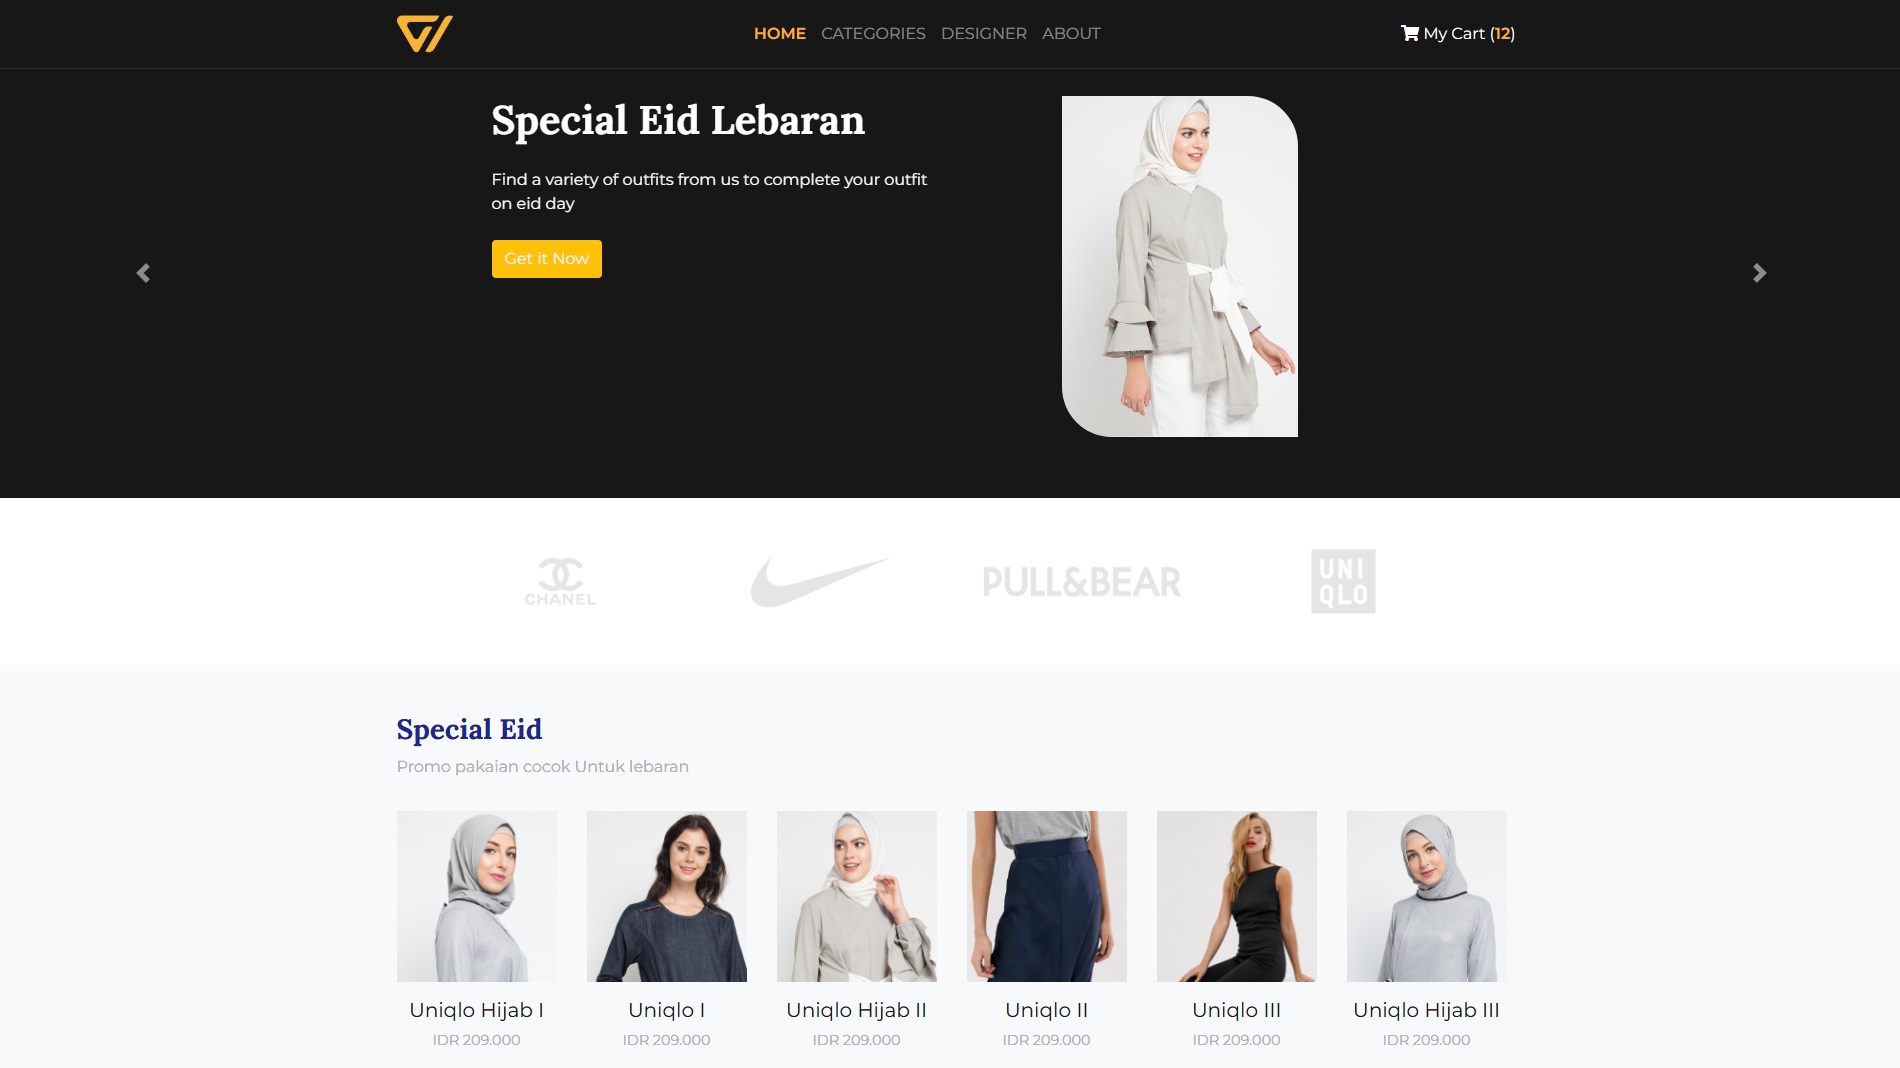 HOME CATEGORIES DESIGNER ABOUT
My Cart (12)
Special Eid Lebaran
Find a variety of outfits from us to complete your outfit
on eid day
Get it Now
CHANEL
PULL&BEAR
UNI
QLO
Special Eid
Promo pakaian cocok Untuk lebaran
Uniqlo Hijab I
IDR 209.000
Uniqlo I
IDR 209.000
Uniqlo Hijab II
IDR 209.000
Uniqlo II
IDR 209.000
Uniqlo III
IDR 209.000
Uniqlo Hijab III
IDR 209.000